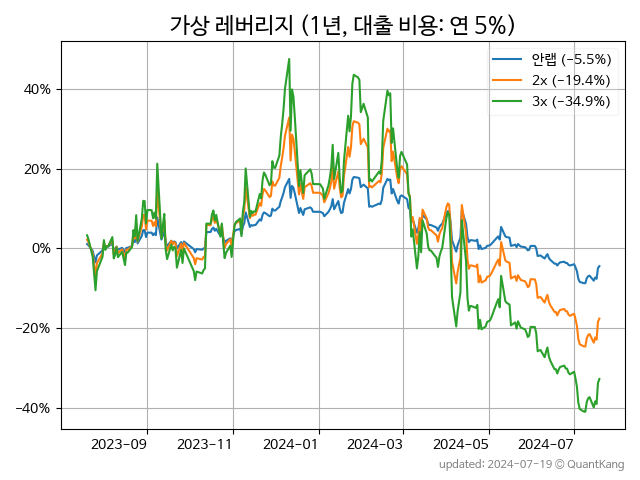 가상 레버리지 (1년, 대출 비용: 연 5%)
안랩 (−5.5%)
2x (−19.4%)
3x (−34.9%)
40%
20%
0%
−20%
−40%
2023-09
2023-11
2024-01
2024-03
2024-05
2024-07
updated: 2024-07-19 © QuantKang